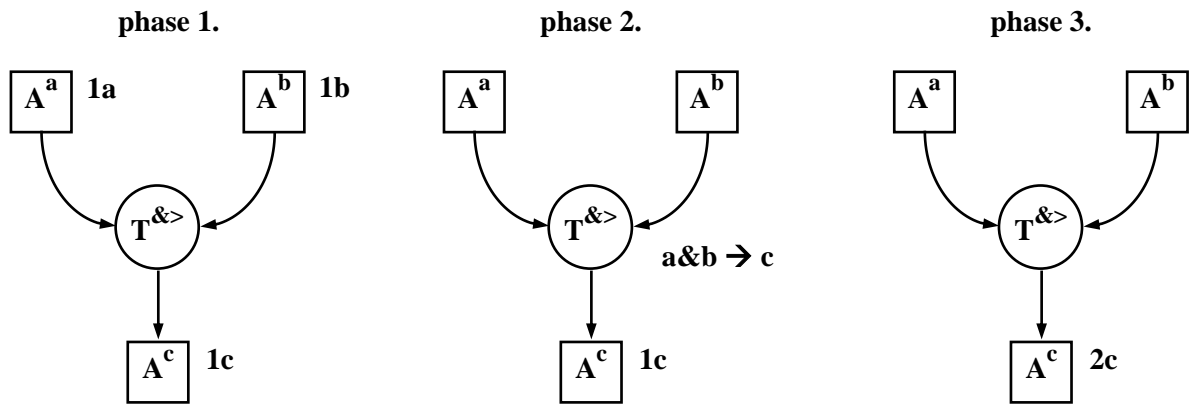 phase 1. phase 2. phase 3.
A^a 1a A^b 1b A^a A^b A^a A^b
T^&> T^&> T^&>
a&b → c
A^c 1c A^c 1c A^c 2c